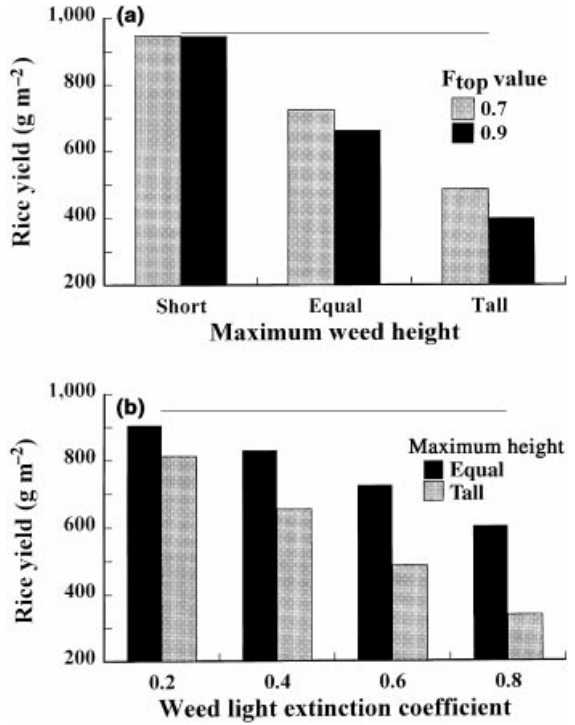 (a)
1,000
800
600
400
200
Rice yield (g m⁻²)
Ftop value
0.7
0.9
Short Equal Tall
Maximum weed height
(b)
1,000
800
600
400
200
Rice yield (g m⁻²)
Maximum height
Equal
Tall
0.2 0.4 0.6 0.8
Weed light extinction coefficient